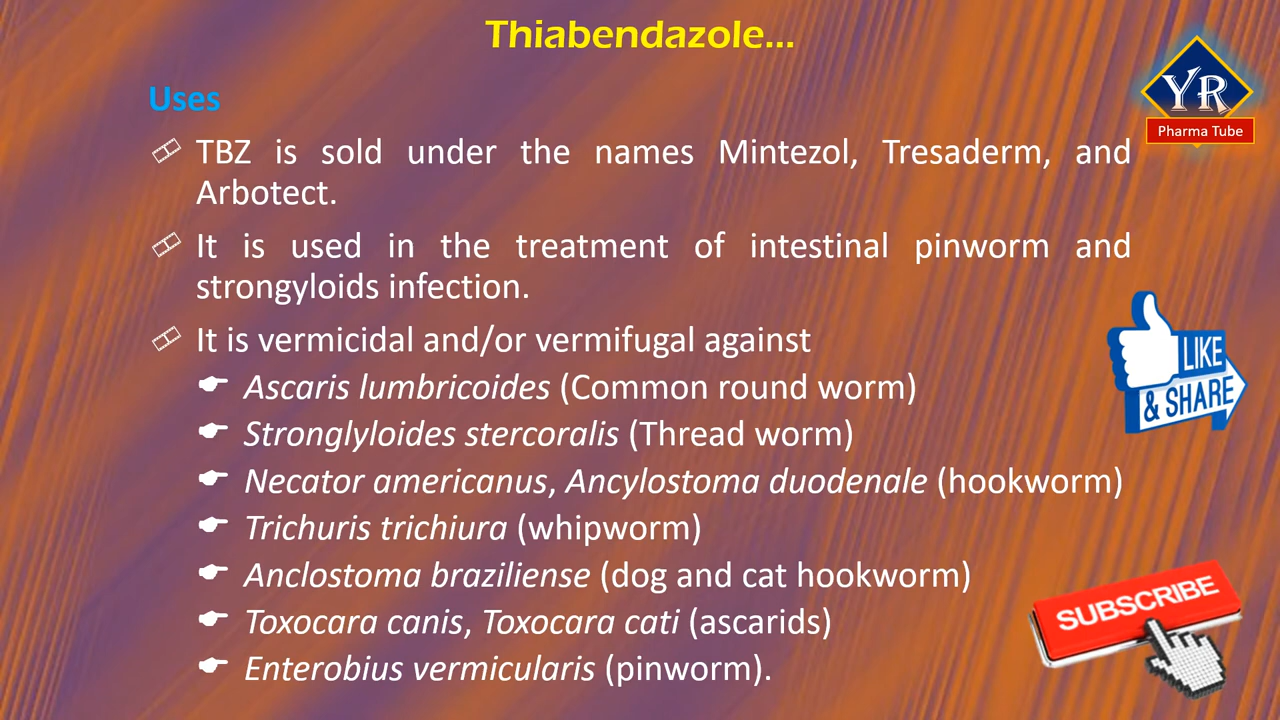 Thiabendazole...
YR
Pharma Tube
Uses
TBZ is sold under the names Mintezol, Tresaderm, and
Arbotect.
It is used in the treatment of intestinal pinworm and
strongyloids infection.
It is vermicidal and/or vermifugal against
Ascaris lumbricoides (Common round worm)
Stronglyloides stercoralis (Thread worm)
Necator americanus, Ancylostoma duodenale (hookworm)
Trichuris trichiura (whipworm)
Anclostoma braziliense (dog and cat hookworm)
Toxocara canis, Toxocara cati (ascarids)
Enterobius vermicularis (pinworm).
LIKE
& SHARE
SUBSCRIBE